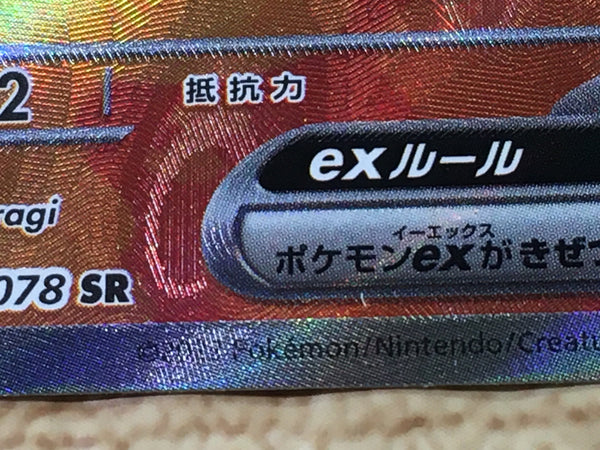 2 抵抗力
exルール
ragi
イーエックス
ポケモンexがきぜつ
078 SR
Pokémon/Nintendo/Creatu